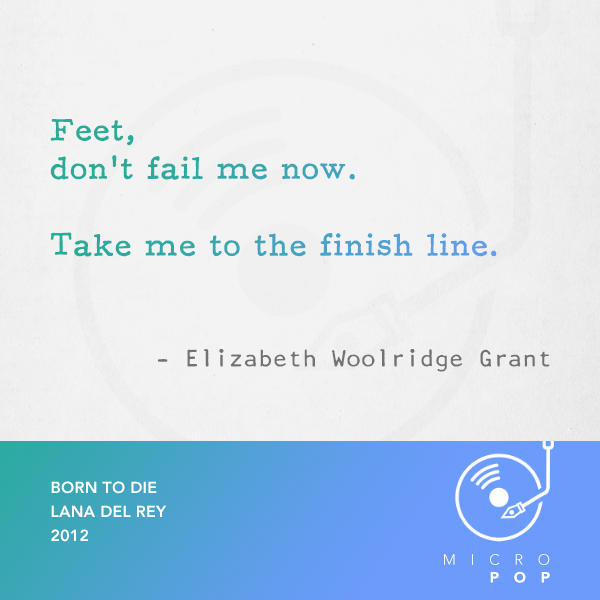 Feet,
don't fail me now.
Take me to the finish line.
- Elizabeth Woolridge Grant
BORN TO DIE
LANA DEL REY
2012
MICRO
POP